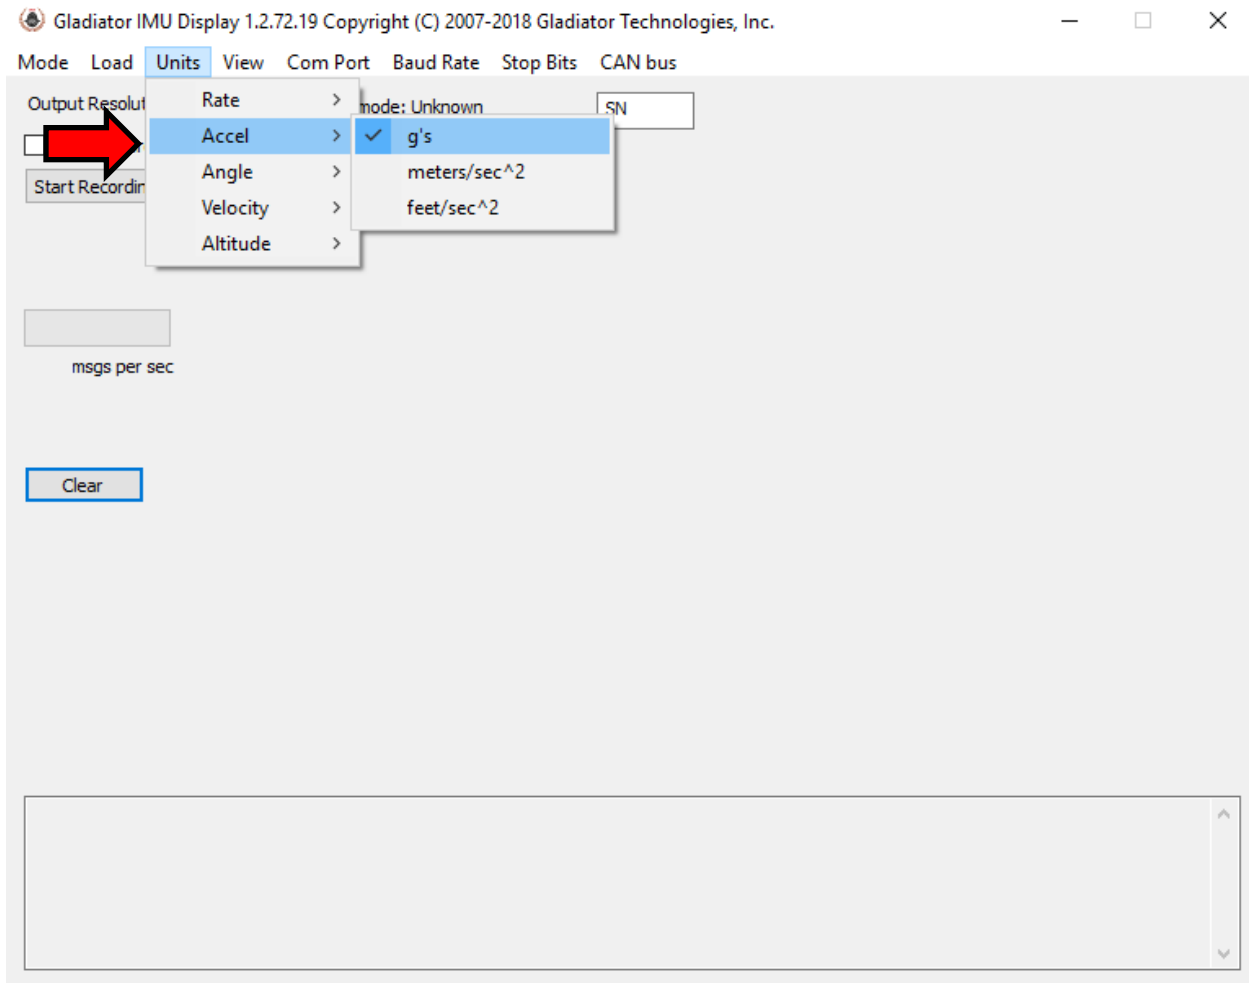 Gladiator IMU Display 1.2.72.19 Copyright (C) 2007-2018 Gladiator Technologies, Inc.
Mode Load Units View Com Port Baud Rate Stop Bits CAN bus
Output Resolut
mode: Unknown
SN
Rate
Accel
Angle
Velocity
Altitude
g's
meters/sec^2
feet/sec^2
Start Recordin
msgs per sec
Clear